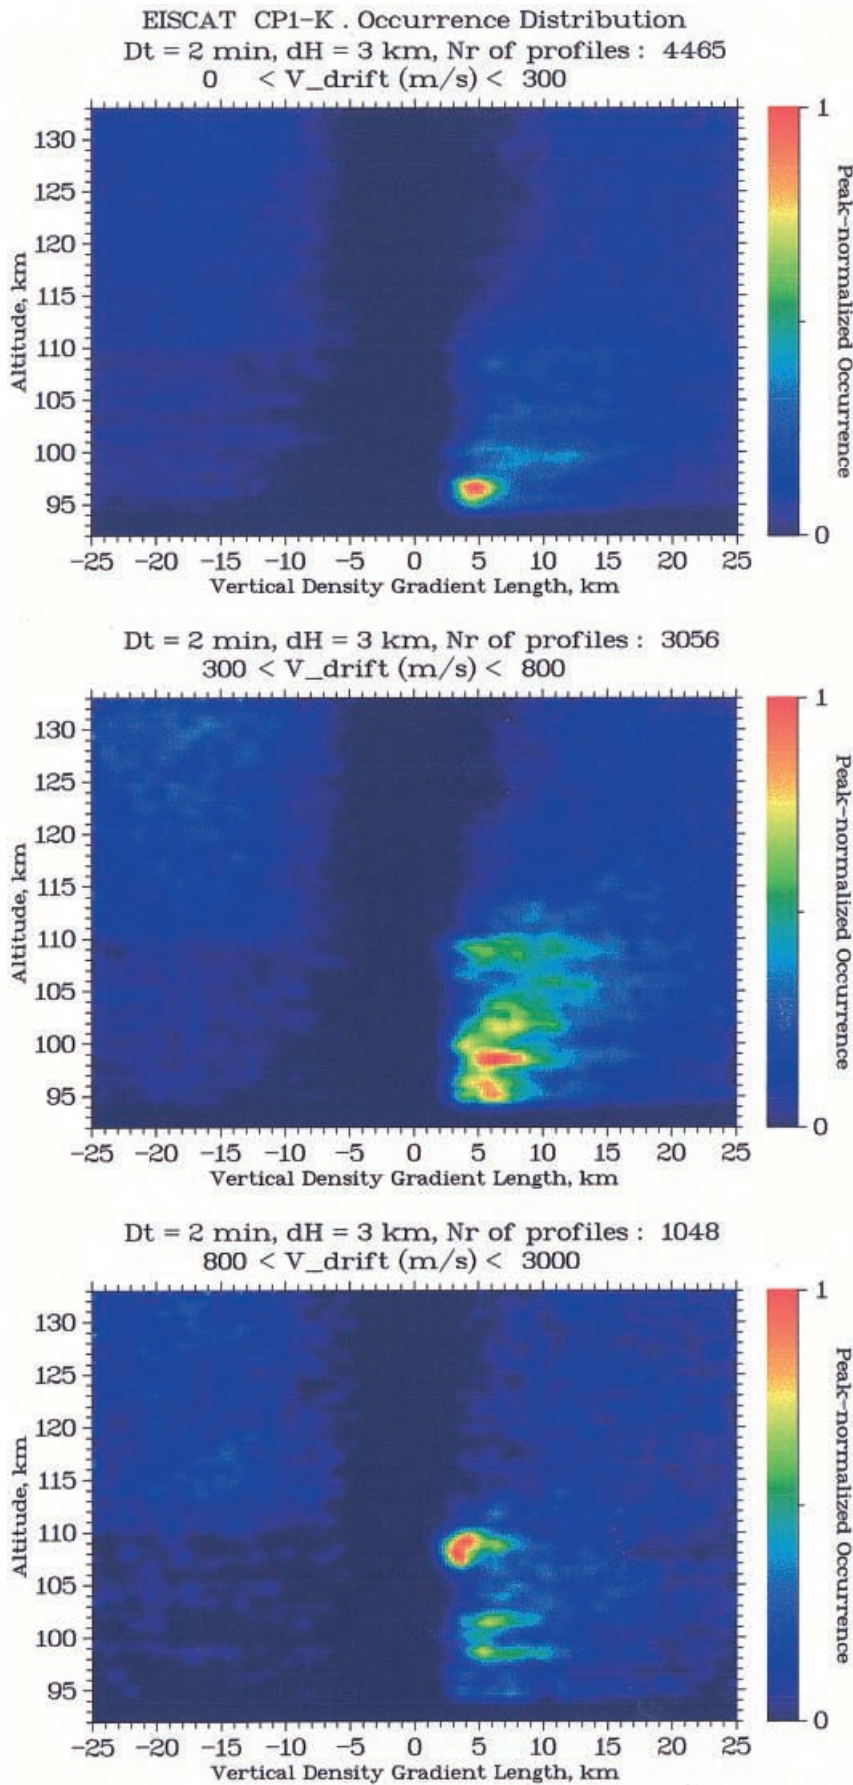 EISCAT CP1-K . Occurrence Distribution
Dt = 2 min, dH = 3 km, Nr of profiles : 4465
0 < V_drift (m/s) < 300
130
125
120
115
110
105
100
95
Altitude, km
-25 -20 -15 -10 -5 0 5 10 15 20 25
Vertical Density Gradient Length, km
1
0
Peak-normalized Occurrence
Dt = 2 min, dH = 3 km, Nr of profiles : 3056
300 < V_drift (m/s) < 800
130
125
120
115
110
105
100
95
Altitude, km
-25 -20 -15 -10 -5 0 5 10 15 20 25
Vertical Density Gradient Length, km
1
0
Peak-normalized Occurrence
Dt = 2 min, dH = 3 km, Nr of profiles : 1048
800 < V_drift (m/s) < 3000
130
125
120
115
110
105
100
95
Altitude, km
-25 -20 -15 -10 -5 0 5 10 15 20 25
Vertical Density Gradient Length, km
1
0
Peak-normalized Occurrence